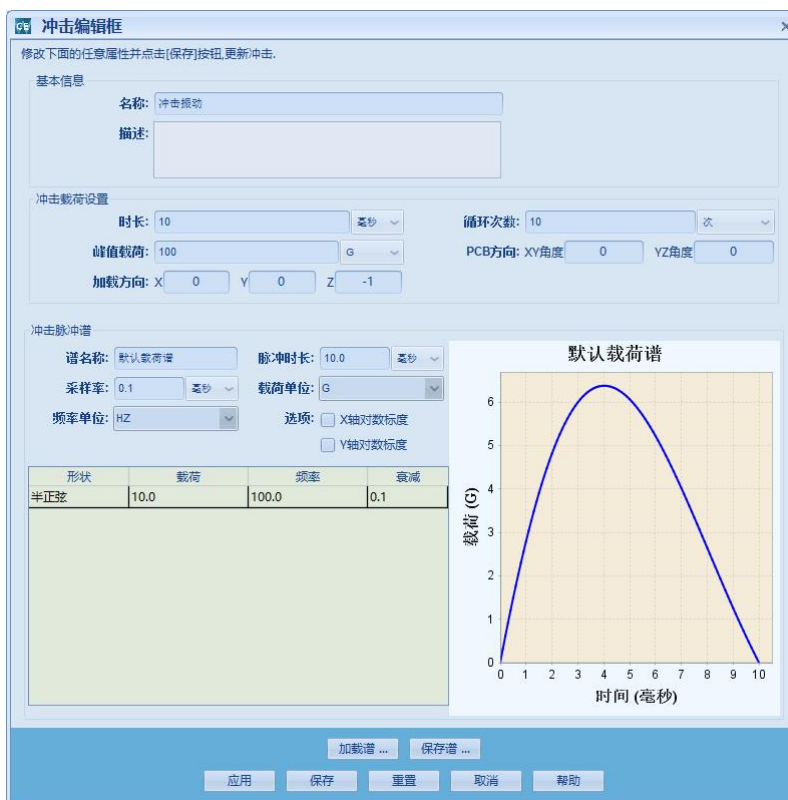 CE 冲击编辑框
修改下面的任意属性并点击[保存]按钮,更新冲击.
基本信息
名称: 冲击振动
描述:
冲击载荷设置
时长: 10 毫秒 循环次数: 10 次
峰值载荷: 100 G PCB方向: XY角度 0 YZ角度 0
加载方向: X 0 Y 0 Z -1
冲击脉冲谱
谱名称: 默认载荷谱 脉冲时长: 10.0 毫秒
采样率: 0.1 毫秒 载荷单位: G
频率单位: HZ 选项: X轴对数标度
Y轴对数标度
形状 载荷 频率 衰减
半正弦 10.0 100.0 0.1
默认载荷谱
载荷 (G)
6
5
4
3
2
1
0
0 1 2 3 4 5 6 7 8 9 10
时间 (毫秒)
加载谱 ... 保存谱 ...
应用 保存 重置 取消 帮助